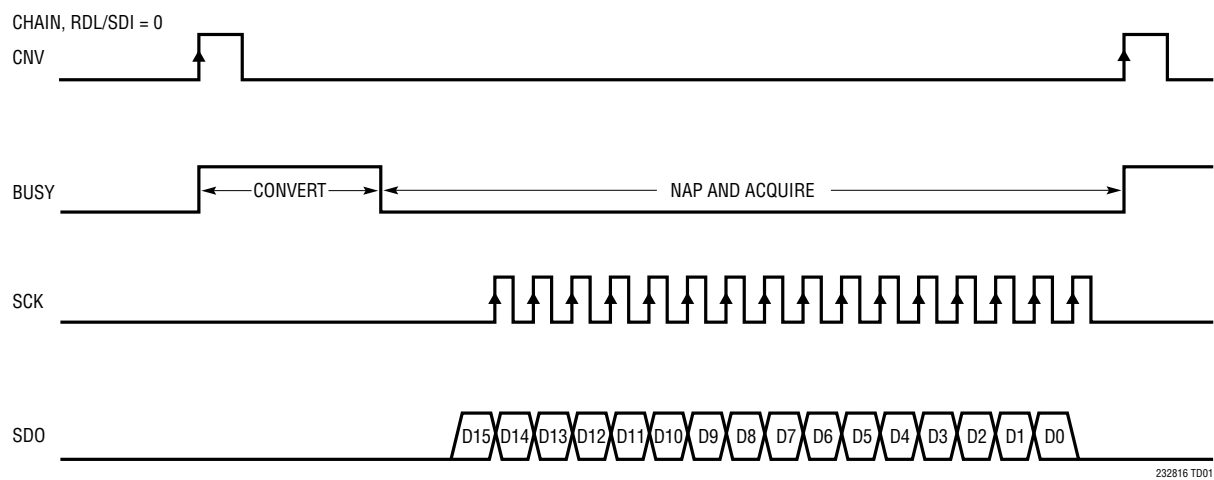 CHAIN, RDL/SDI = 0
CNV
BUSY
CONVERT
NAP AND ACQUIRE
SCK
SDO
D15 D14 D13 D12 D11 D10 D9 D8 D7 D6 D5 D4 D3 D2 D1 D0
232816 TD01